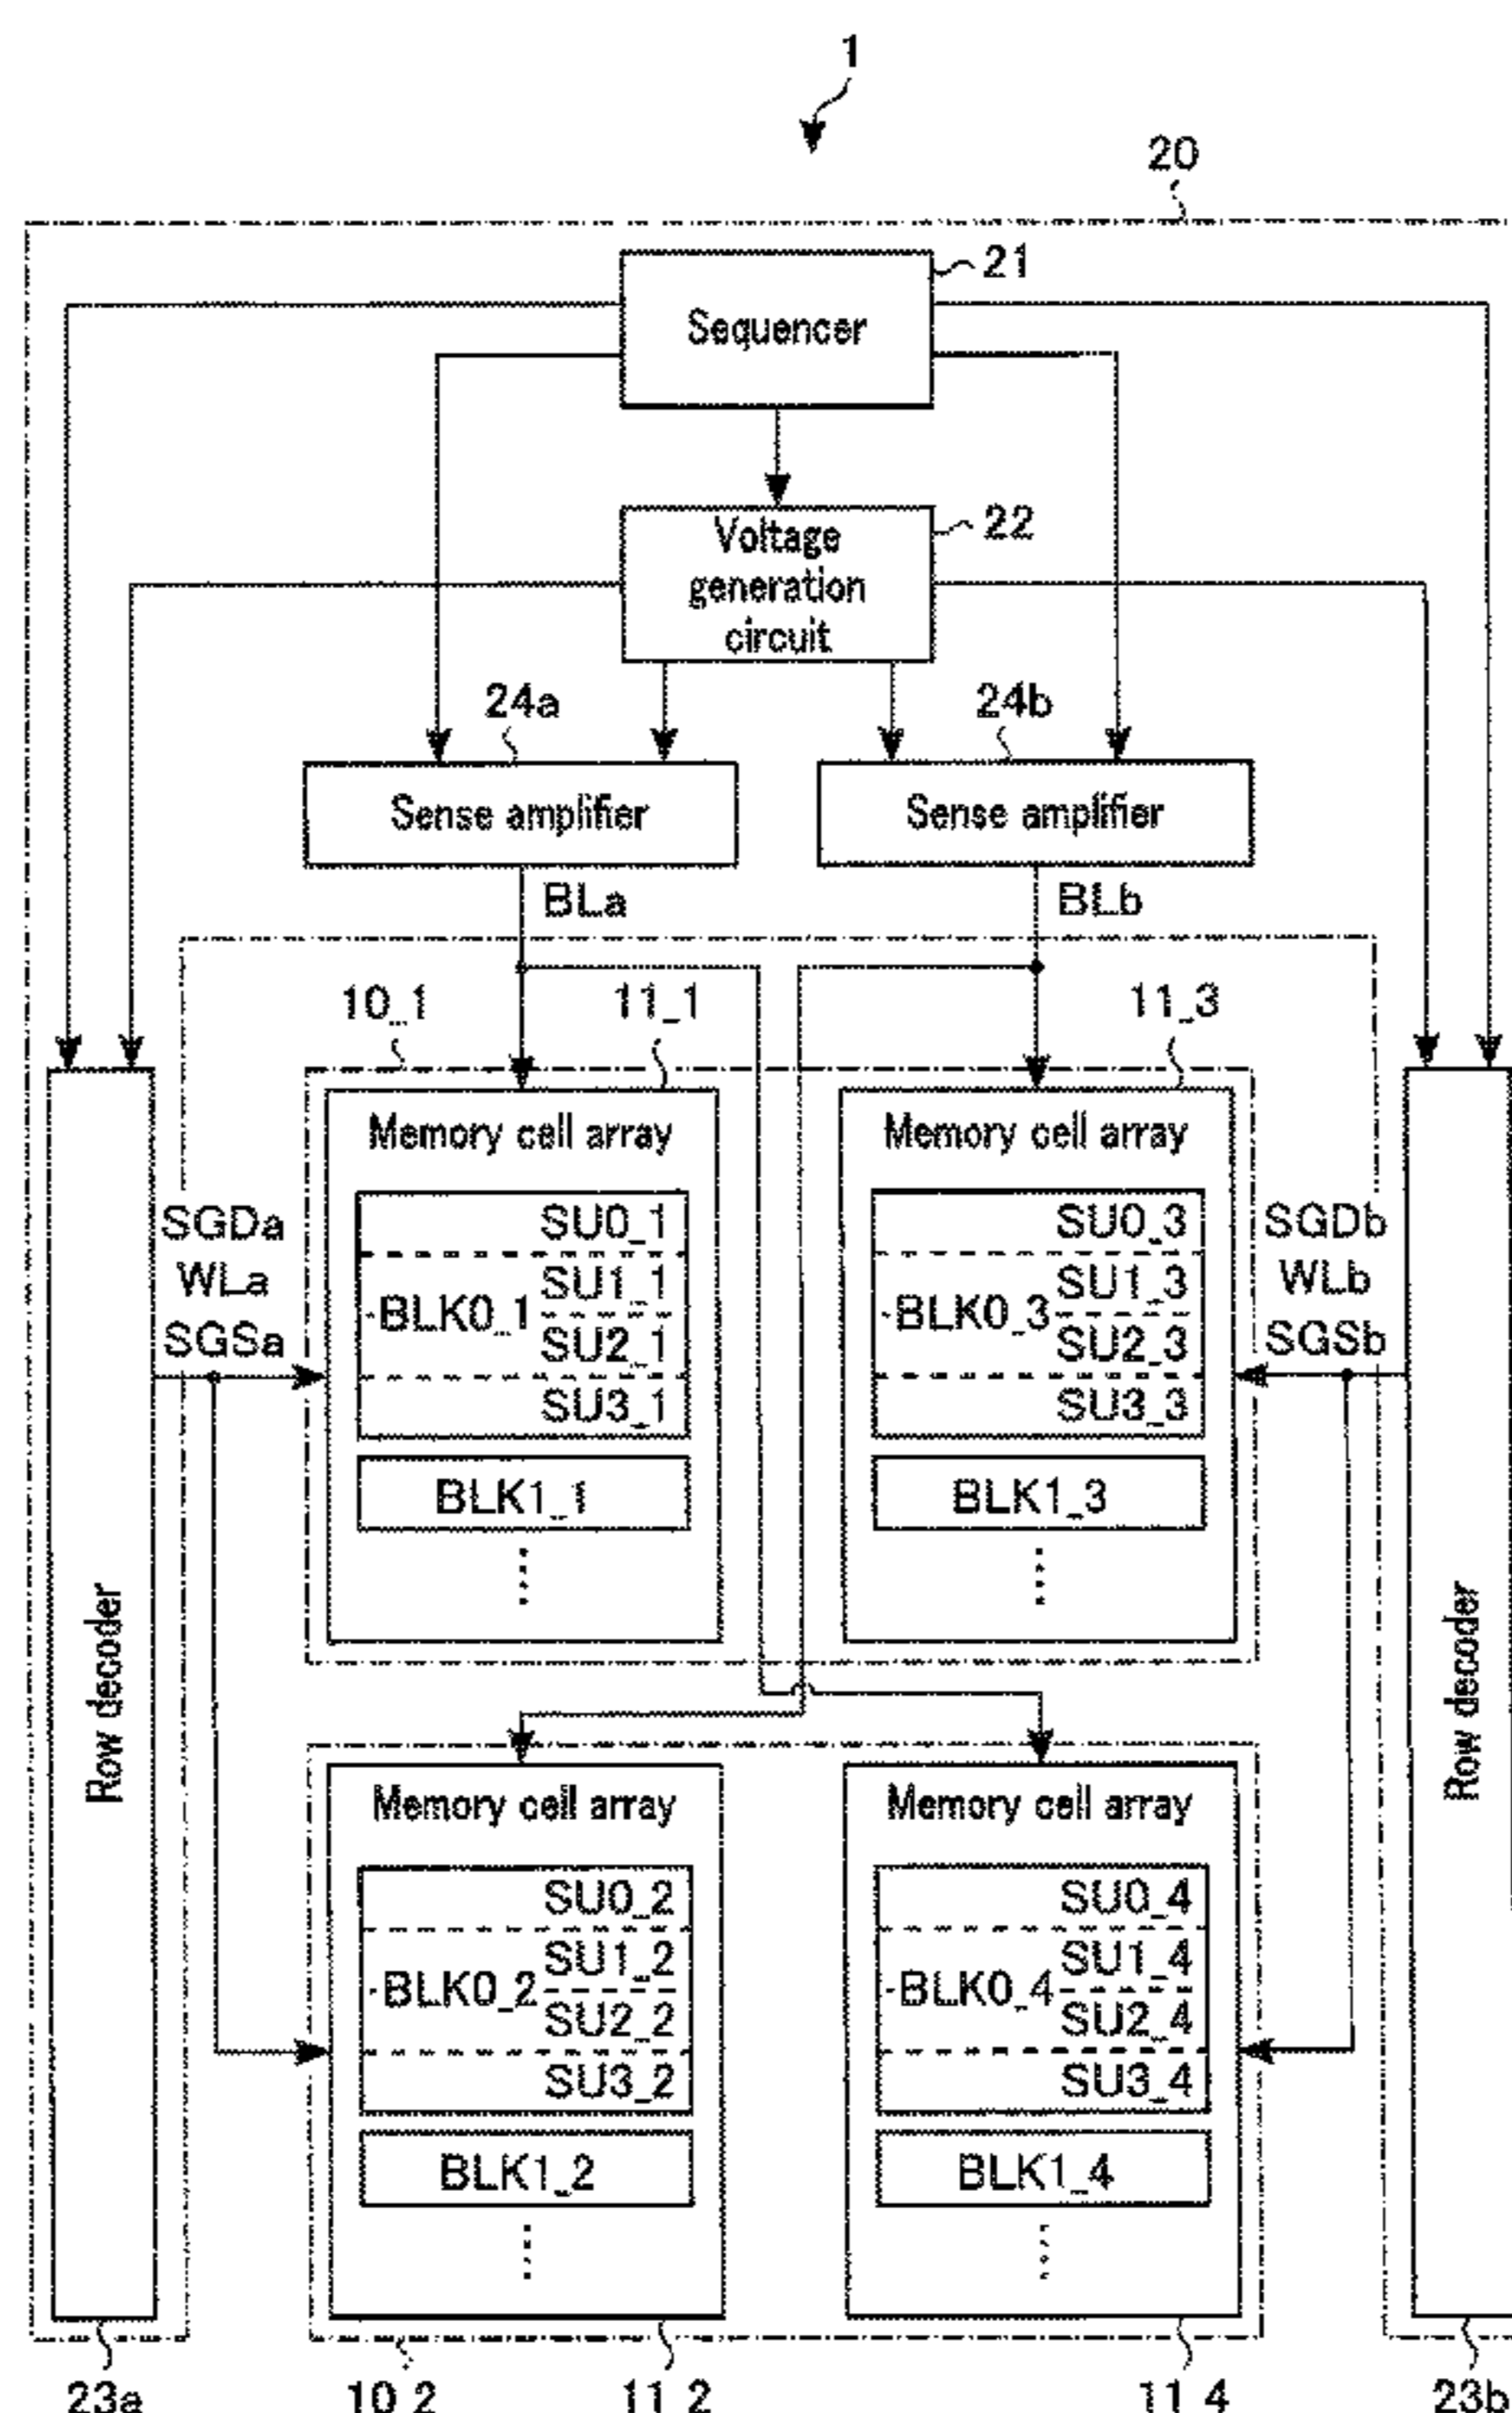 1
20
21
Sequencer
22
Voltage
generation
circuit
24a
24b
Sense amplifier
Sense amplifier
BLa
BLb
10_1
11_1
11_3
Memory cell array
Memory cell array
SGDa
WLa
SGSa
SU0_1
BLK0_1
SU1_1
SU2_1
SU3_1
BLK1_1
SU0_3
BLK0_3
SU1_3
SU2_3
SU3_3
BLK1_3
SGDb
WLb
SGSb
Row decoder
Row decoder
Memory cell array
Memory cell array
SU0_2
BLK0_2
SU1_2
SU2_2
SU3_2
BLK1_2
SU0_4
BLK0_4
SU1_4
SU2_4
SU3_4
BLK1_4
23a
10_2
11_2
11_4
23b